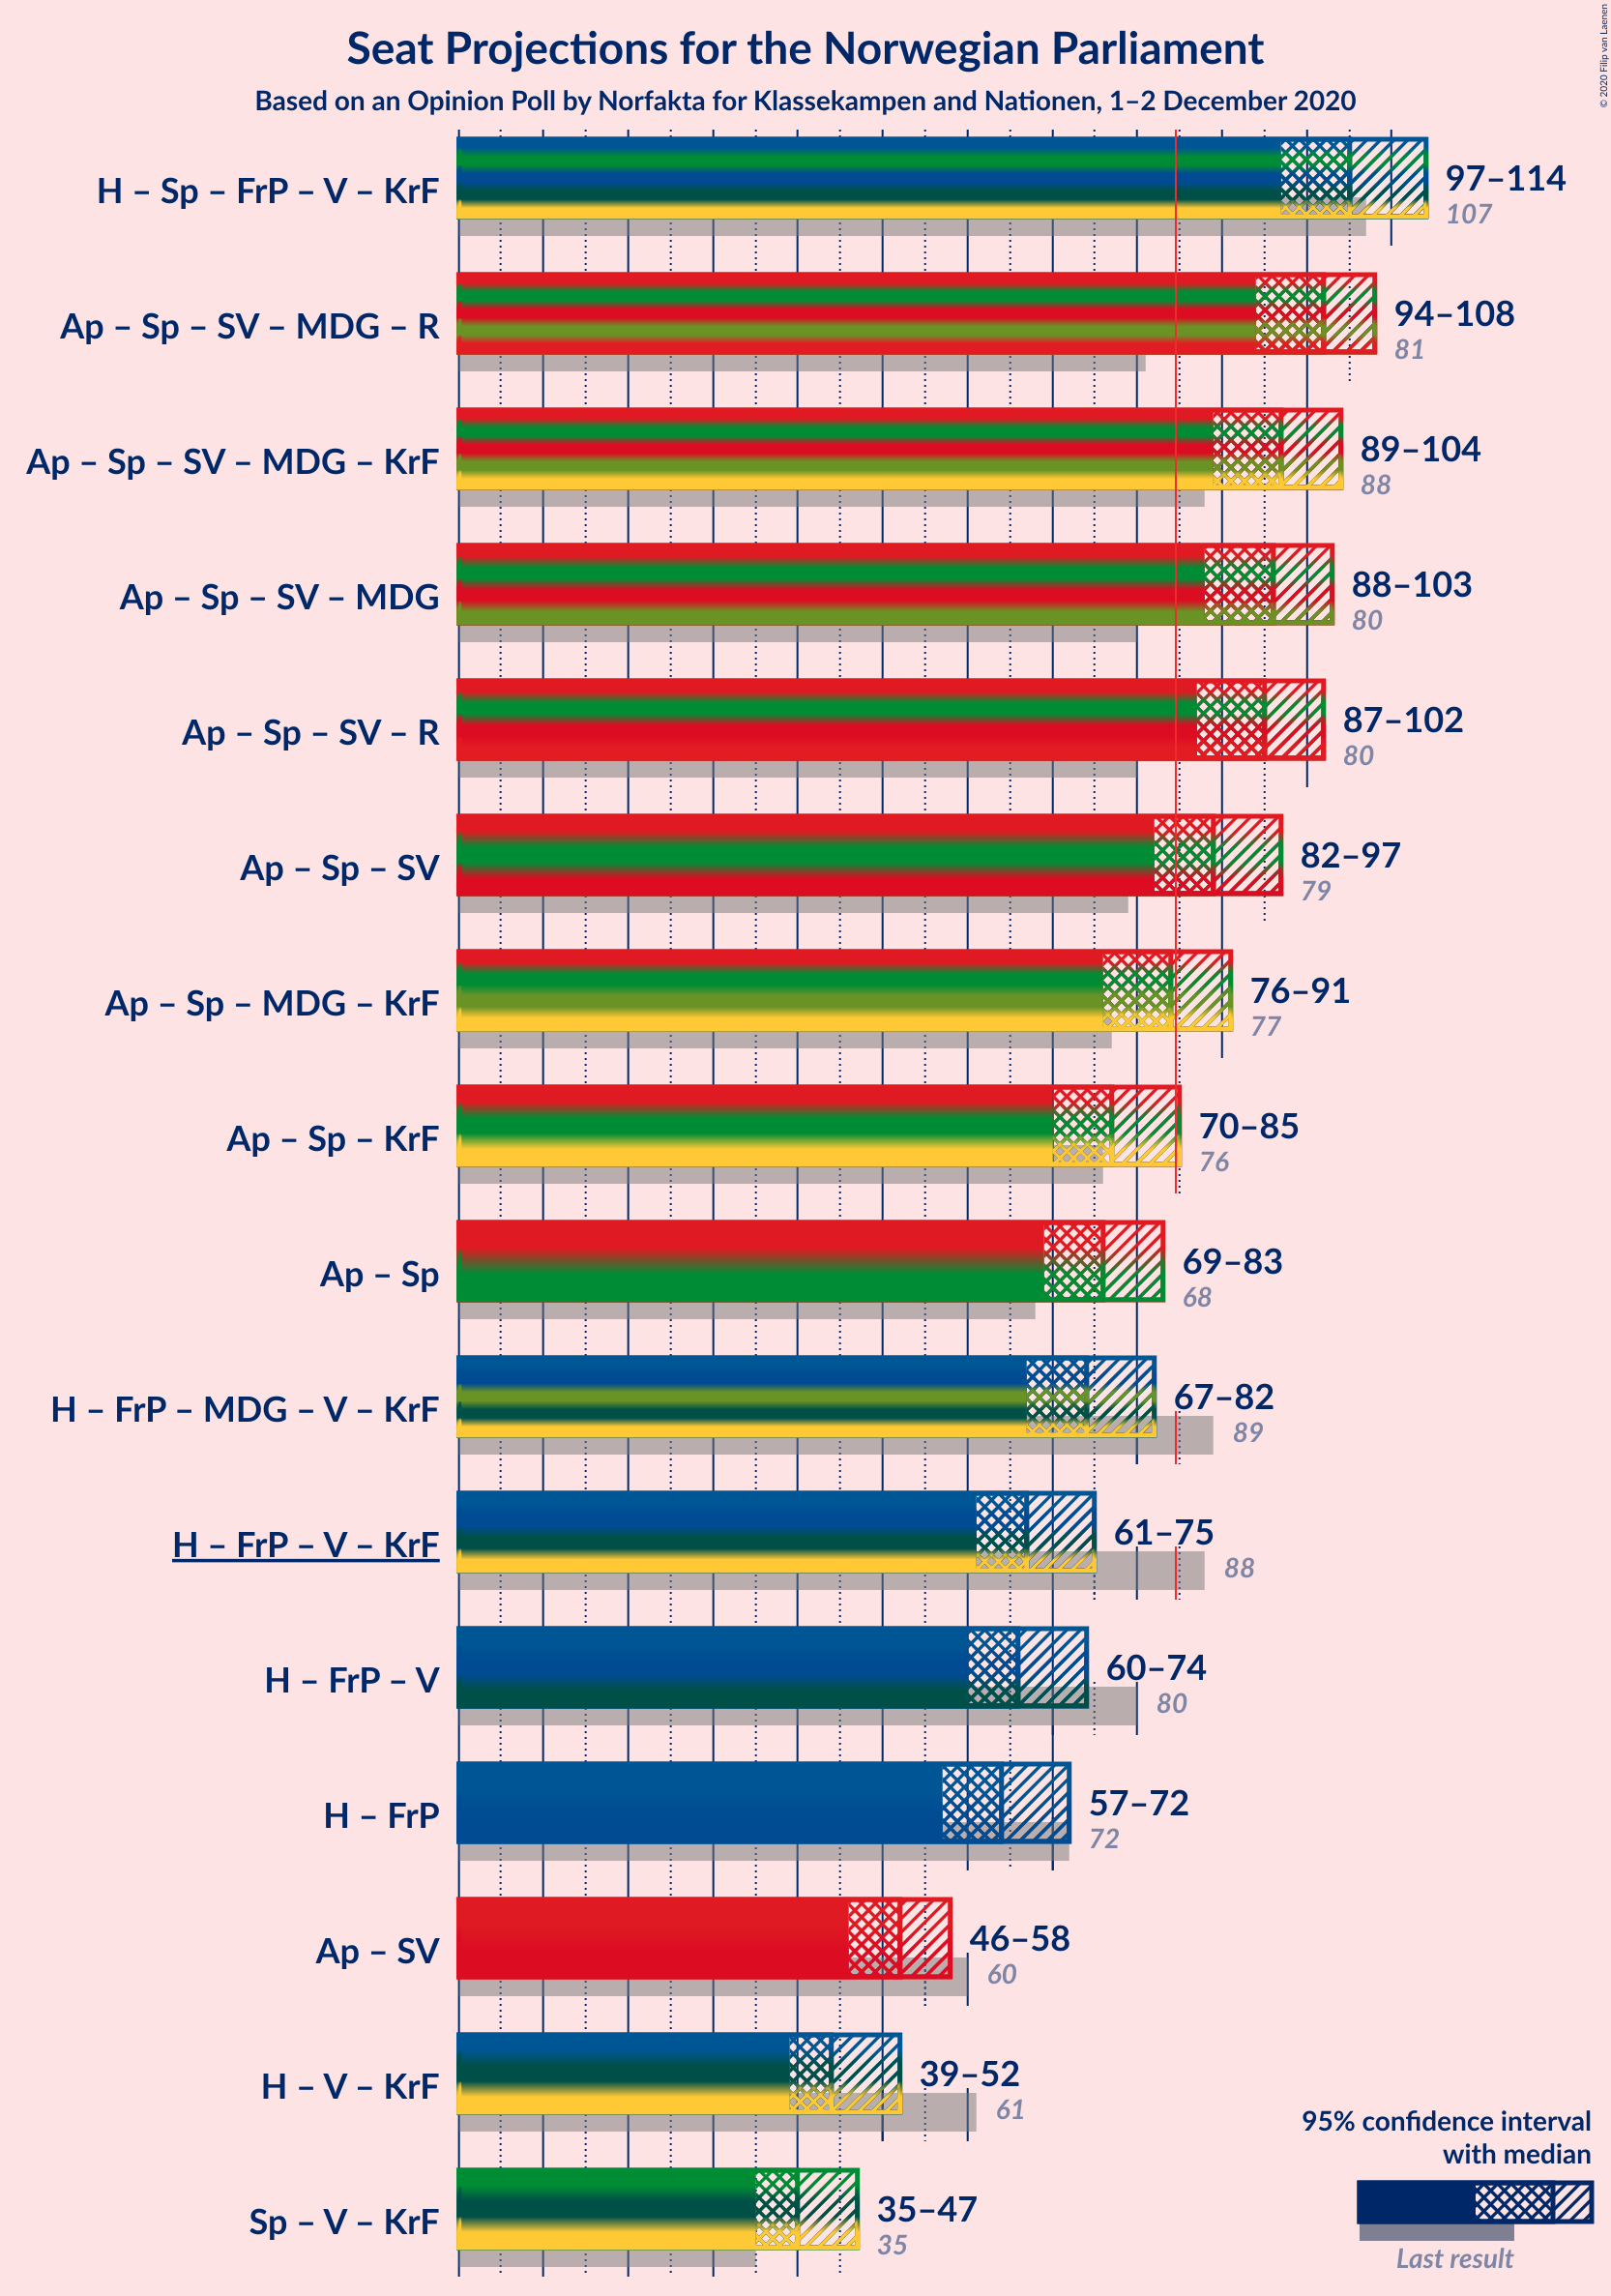 Seat Projections for the Norwegian Parliament
Based on an Opinion Poll by Norfakta for Klassekampen and Nationen, 1–2 December 2020
© 2020 Filip van Laenen
H – Sp – FrP – V – KrF
97–114
107
Ap – Sp – SV – MDG – R
94–108
81
Ap – Sp – SV – MDG – KrF
89–104
88
Ap – Sp – SV – MDG
88–103
80
Ap – Sp – SV – R
87–102
80
Ap – Sp – SV
82–97
79
Ap – Sp – MDG – KrF
76–91
77
Ap – Sp – KrF
70–85
76
Ap – Sp
69–83
68
H – FrP – MDG – V – KrF
67–82
89
H – FrP – V – KrF
61–75
88
H – FrP – V
60–74
80
H – FrP
57–72
72
Ap – SV
46–58
60
H – V – KrF
39–52
61
Sp – V – KrF
35–47
35
95% confidence interval
with median
Last result